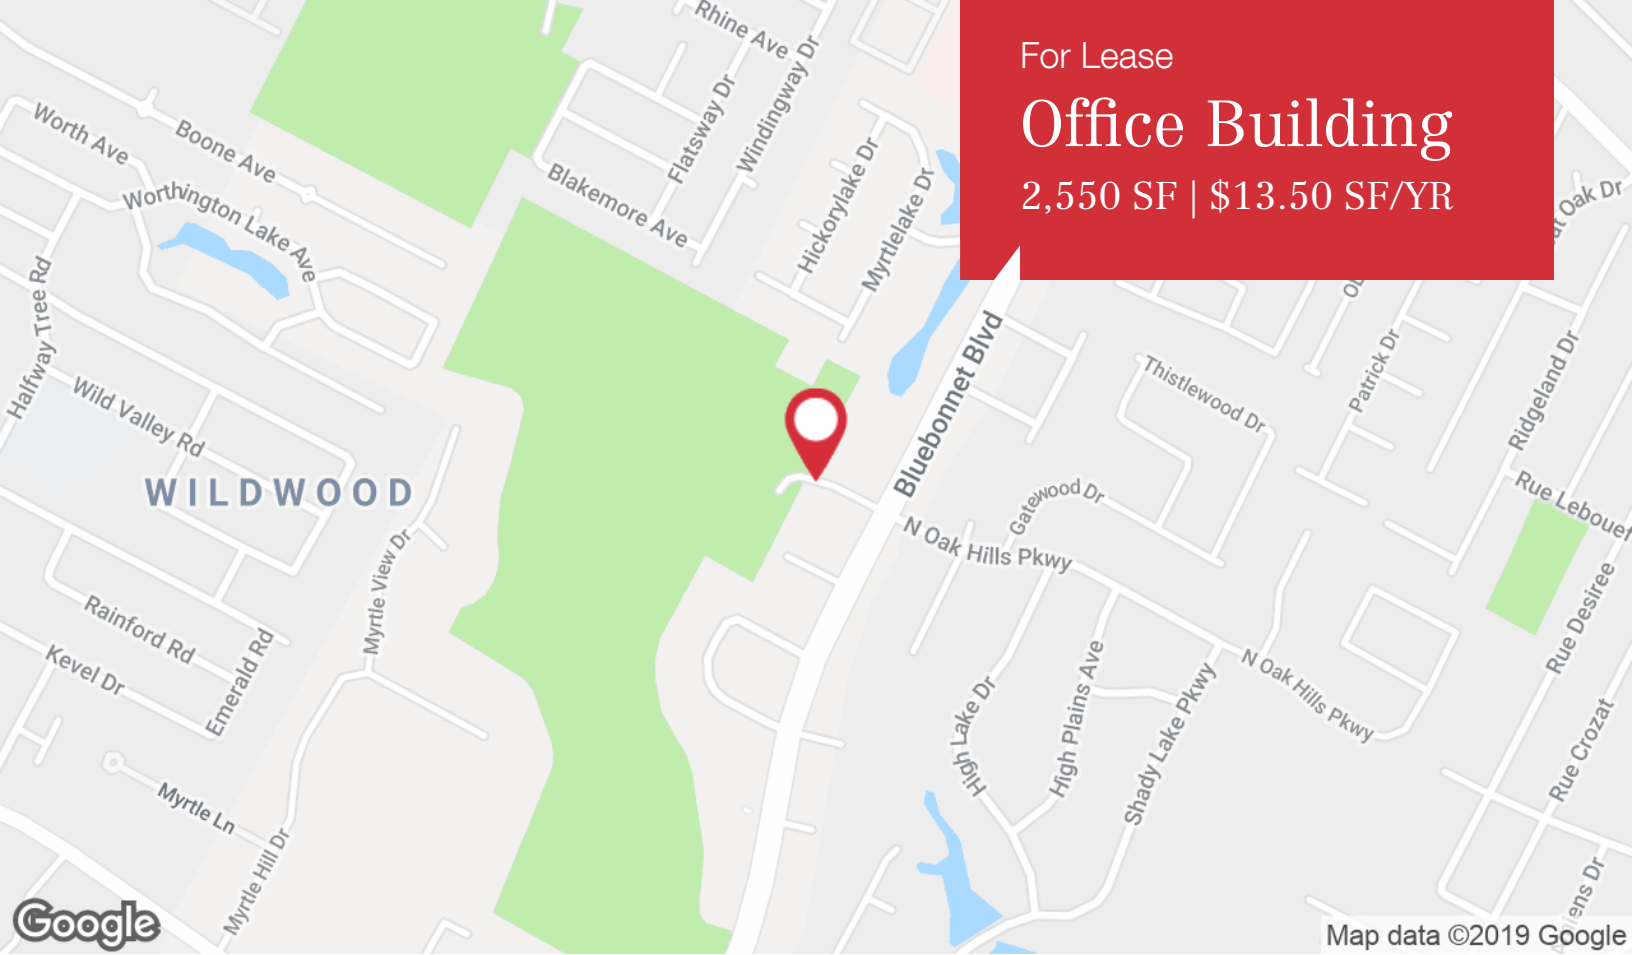 For Lease
Office Building
2,550 SF | $13.50 SF/YR
Rhine Ave
Windingway Dr
Flatsway Dr
Worth Ave
Boone Ave
Worthington Lake Ave
Blakemore Ave
Hickorylake Dr
Myrtlelake Dr
Oak Dr
Halfway Tree Rd
Bluebonnet Blvd
Thistlewood Dr
Patrick Dr
Ridgeland Dr
Wild Valley Rd
WILDWOOD
Gatewood Dr
Rue Lebouef
N Oak Hills Pkwy
Myrtle View Dr
Rue Desiree
Rainford Rd
Kevel Dr
Emerald Rd
High Lake Dr
High Plains Ave
Shady Lake Pkwy
N Oak Hills Pkwy
Rue Crozat
Myrtle Ln
Myrtle Hill Dr
Dr
Google
Map data ©2019 Google